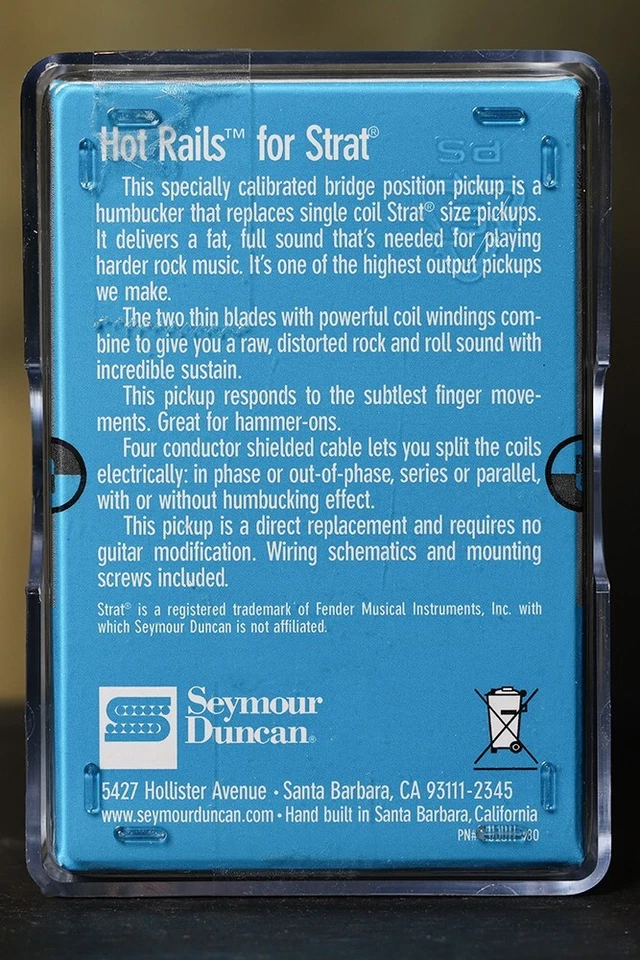 Hot Rails™ for Strat®
This specially calibrated bridge position pickup is a
humbucker that replaces single coil Strat® size pickups.
It delivers a fat, full sound that's needed for playing
harder rock music. It's one of the highest output pickups
we make.
The two thin blades with powerful coil windings com-
bine to give you a raw, distorted rock and roll sound with
incredible sustain.
This pickup responds to the subtlest finger move-
ments. Great for hammer-ons.
Four conductor shielded cable lets you split the coils
electrically: in phase or out-of-phase, series or parallel,
with or without humbucking effect.
This pickup is a direct replacement and requires no
guitar modification. Wiring schematics and mounting
screws included.
Strat® is a registered trademark of Fender Musical Instruments, Inc. with
which Seymour Duncan is not affiliated.
Seymour
Duncan®
5427 Hollister Avenue • Santa Barbara, CA 93111-2345
www.seymourduncan.com • Hand built in Santa Barbara, California
PN#